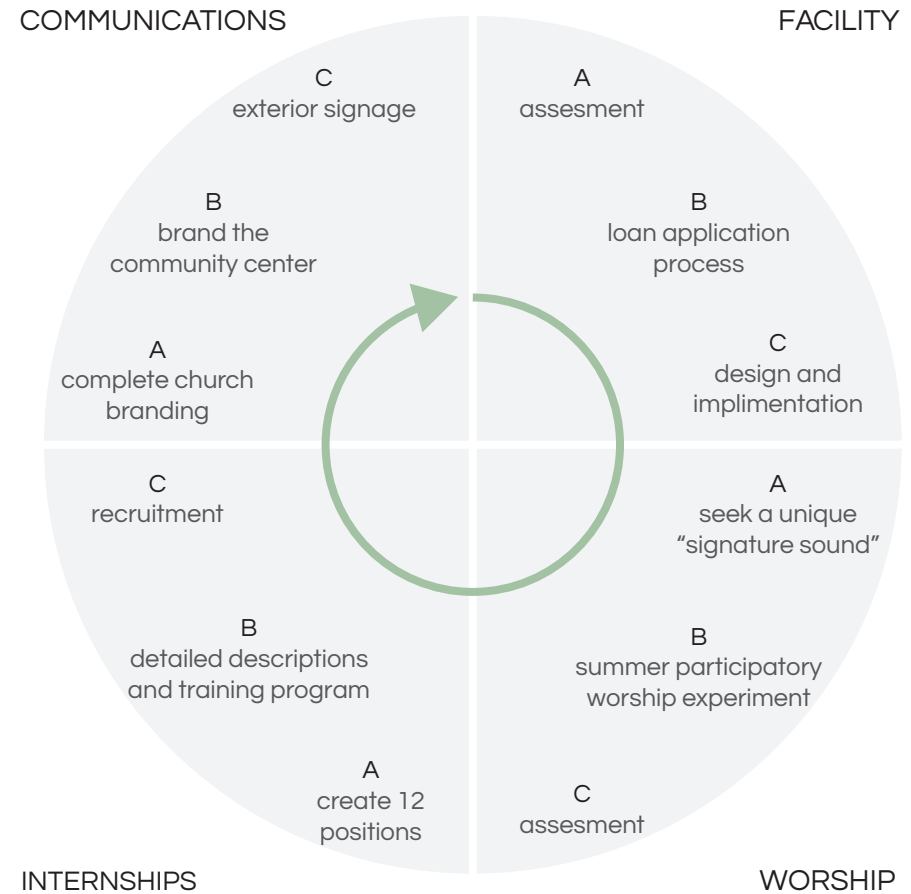 COMMUNICATIONS
C
exterior signage
B
brand the
community center
A
complete church
branding
FACILITY
A
assesment
B
loan application
process
C
design and
implimentation
INTERNSHIPS
C
recruitment
B
detailed descriptions
and training program
A
create 12
positions
WORSHIP
A
seek a unique
“signature sound”
B
summer participatory
worship experiment
C
assesment